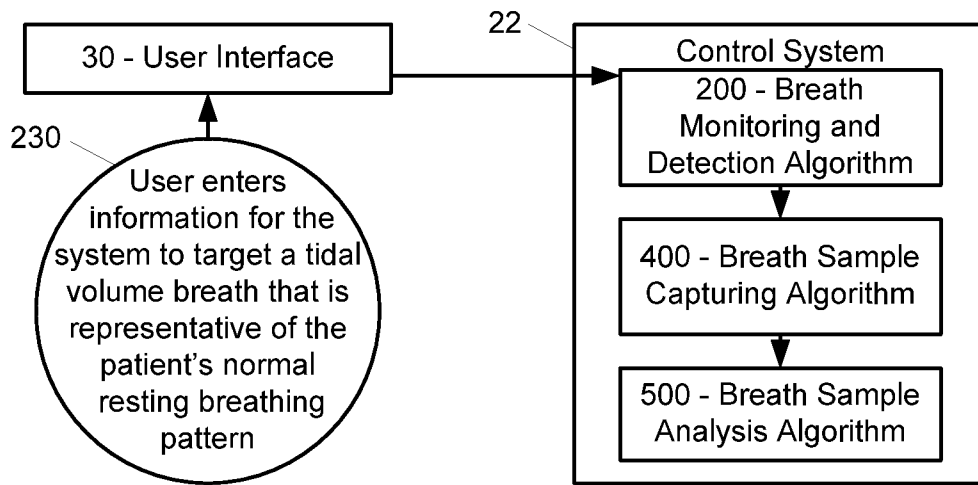 22
30 - User Interface
Control System
200 - Breath
Monitoring and
Detection Algorithm
230
User enters
information for the
system to target a tidal
volume breath that is
representative of the
patient's normal
resting breathing
pattern
400 - Breath Sample
Capturing Algorithm
500 - Breath Sample
Analysis Algorithm